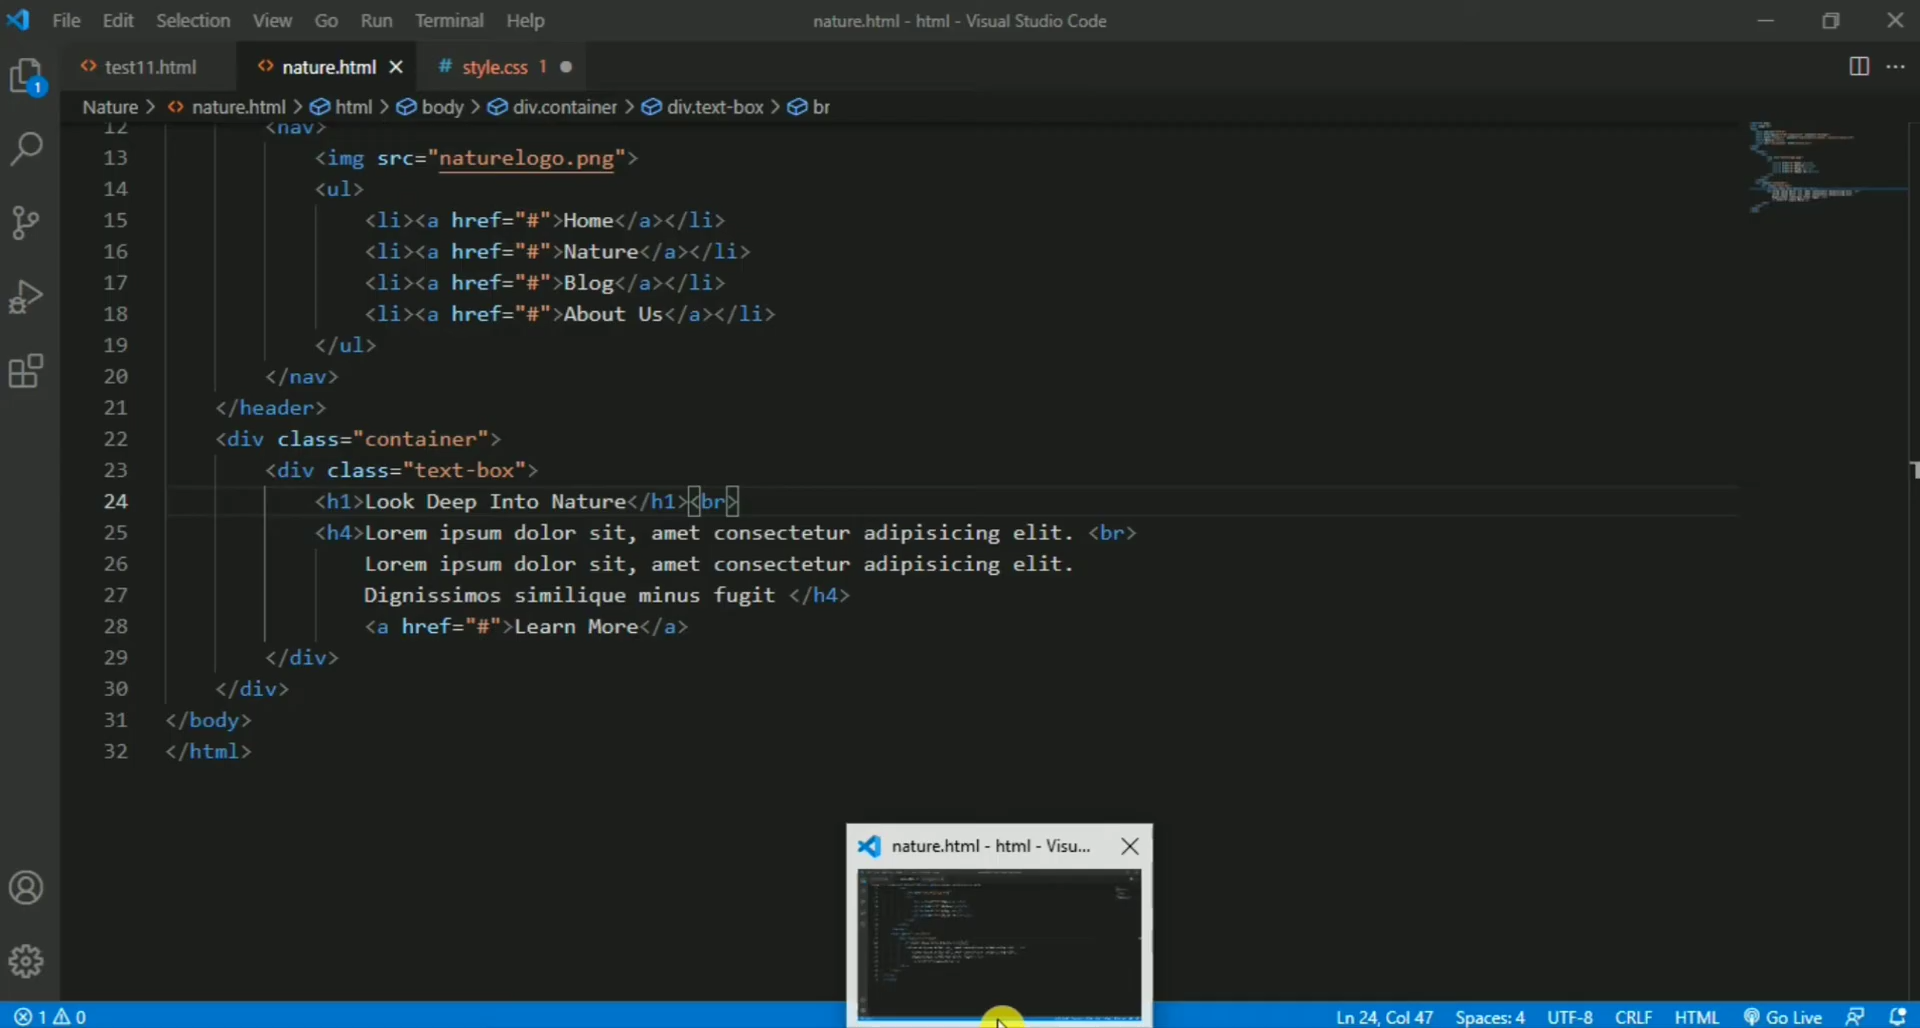 File Edit Selection View Go Run Terminal Help nature.html - html - Visual Studio Code
test11.html nature.html style.css 1
Nature > nature.html > html > body > div.container > div.text-box > br
12 <nav>
13 <img src="naturelogo.png">
14 <ul>
15 <li><a href="#">Home</a></li>
16 <li><a href="#">Nature</a></li>
17 <li><a href="#">Blog</a></li>
18 <li><a href="#">About Us</a></li>
19 </ul>
20 </nav>
21 </header>
22 <div class="container">
23 <div class="text-box">
24 <h1>Look Deep Into Nature</h1><br>
25 <h4>Lorem ipsum dolor sit, amet consectetur adipisicing elit. <br>
26 Lorem ipsum dolor sit, amet consectetur adipisicing elit.
27 Dignissimos similique minus fugit </h4>
28 <a href="#">Learn More</a>
29 </div>
30 </div>
31 </body>
32 </html>
nature.html - html - Visu...
1 0 Ln 24, Col 47 Spaces: 4 UTF-8 CRLF HTML Go Live